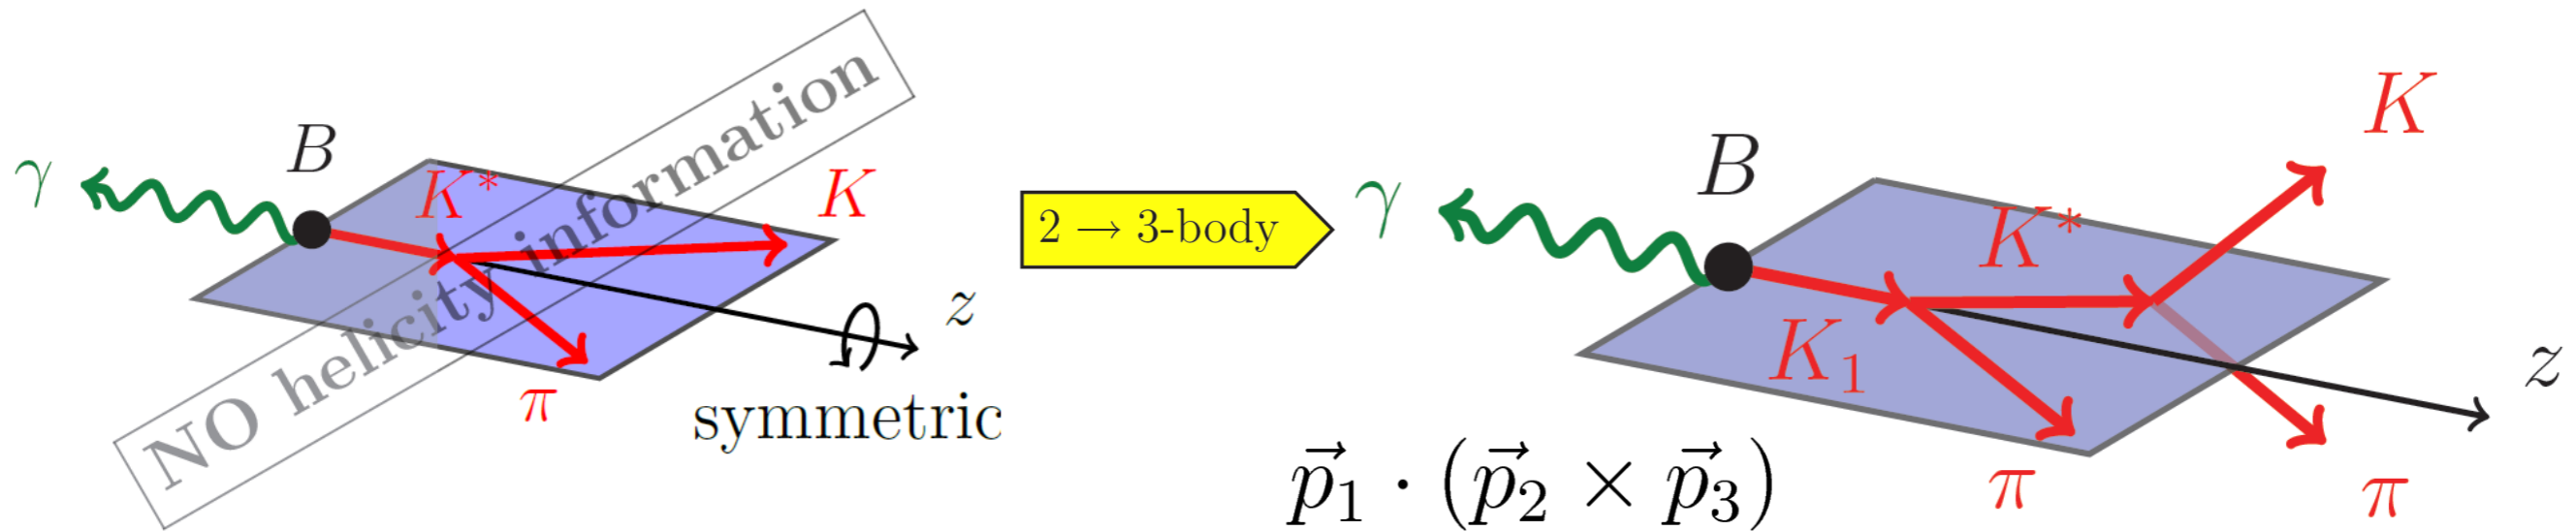 γ
B
K*
K
NO helicity information
z
symmetric
π
2 → 3-body
γ
B
K*
K
K₁
z
π
π
p⃗₁ · (p⃗₂ × p⃗₃)